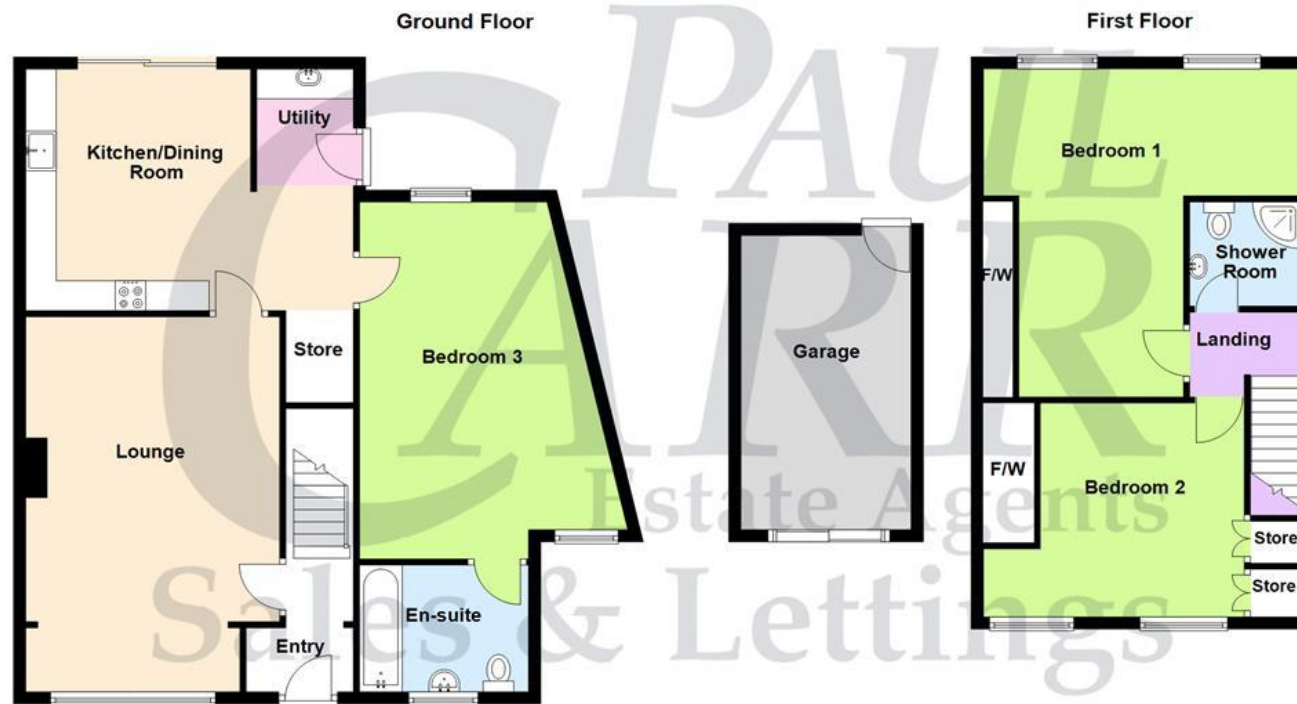 Ground Floor
Kitchen/Dining
Room
Utility
Store
Lounge
Entry
Bedroom 3
En-suite
Garage
First Floor
Bedroom 1
F/W
Shower
Room
Landing
F/W
Bedroom 2
Store
Store
PAUL
CARR
Estate Agents
Sales & Lettings